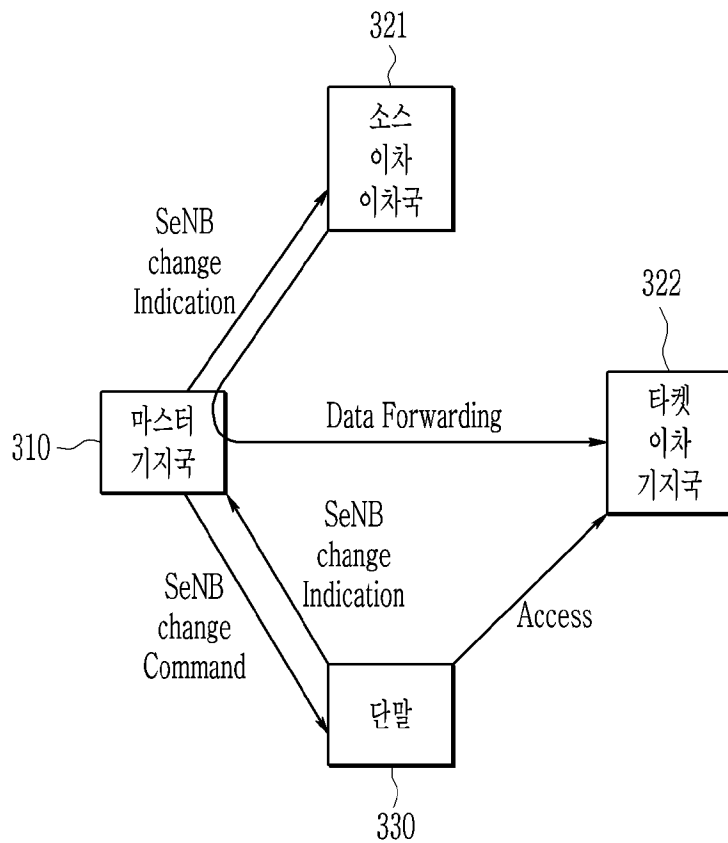 321
소스
이차
이차국
SeNB
change
Indication
322
타켓
이차
기지국
Data Forwarding
310
마스터
기지국
SeNB
change
Indication
SeNB
change
Command
Access
단말
330